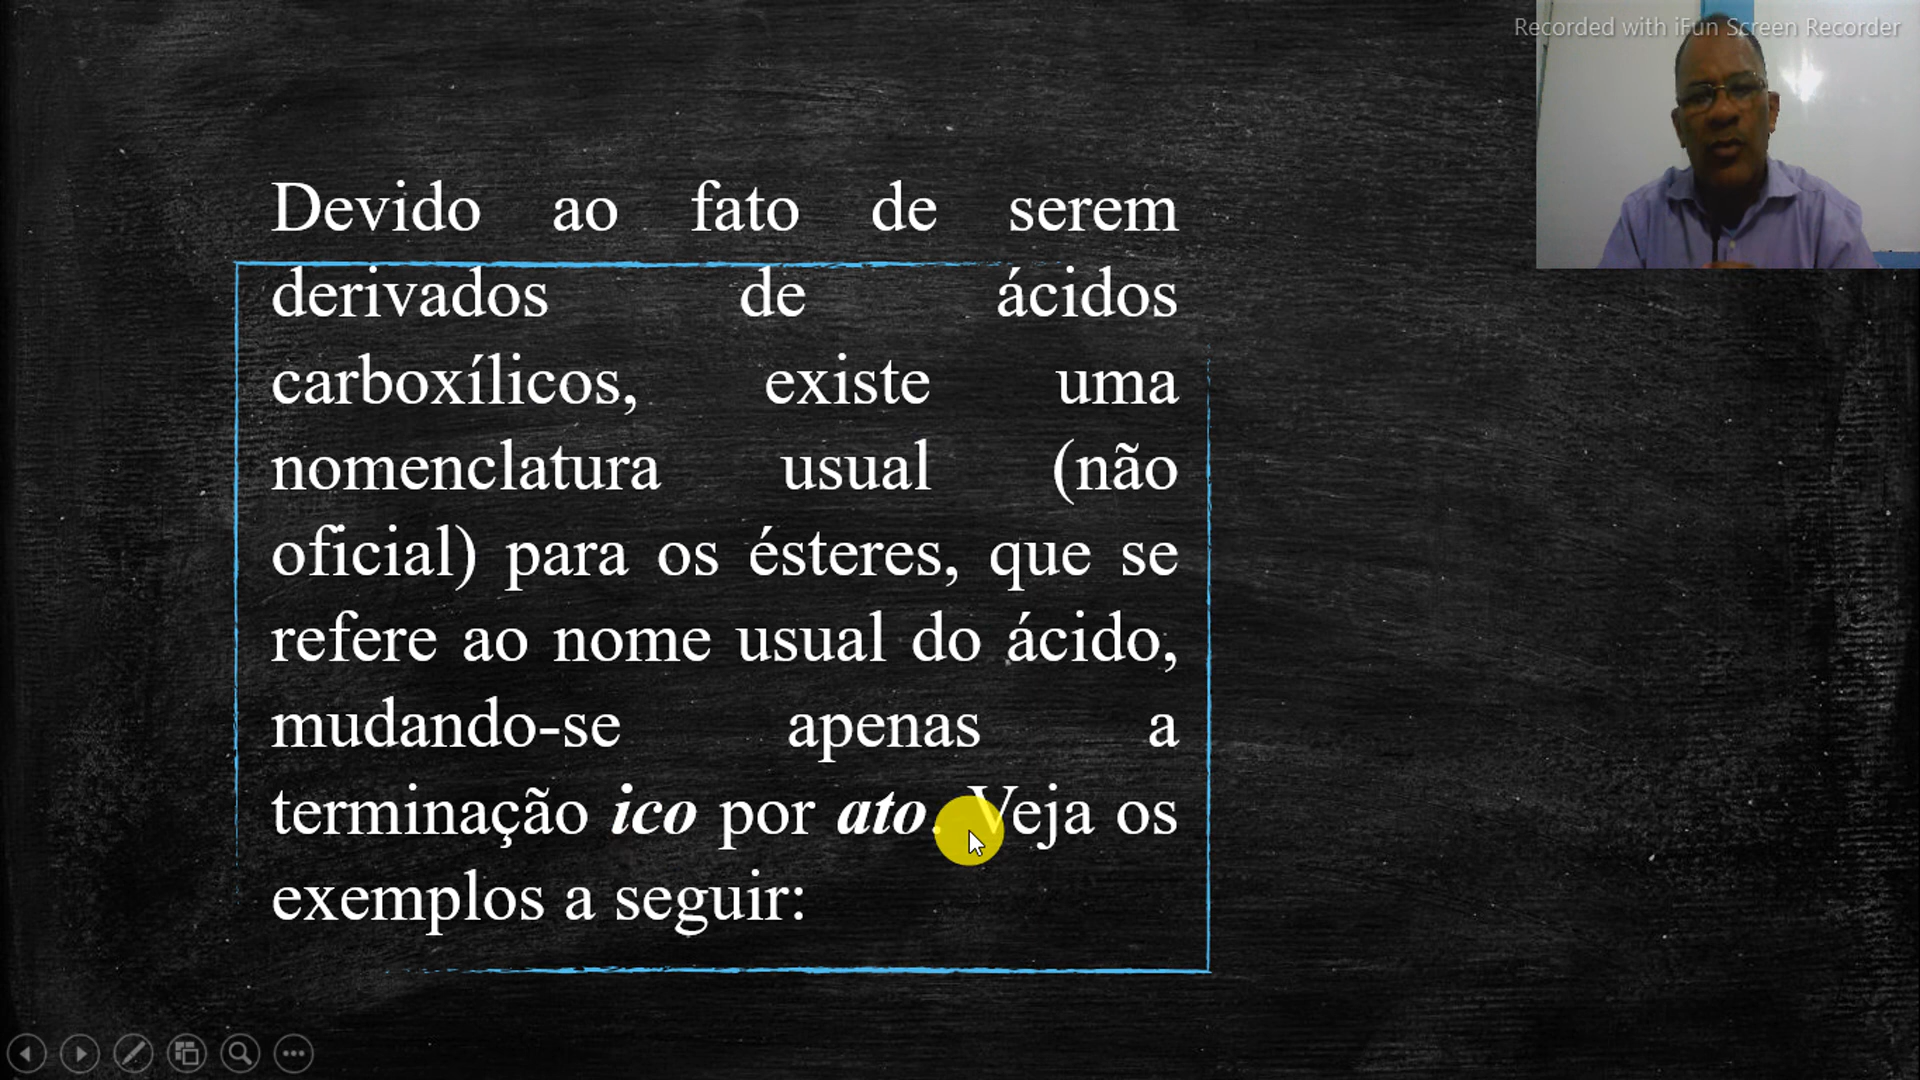 Recorded with iFun Screen Recorder
Devido ao fato de serem
derivados de ácidos
carboxílicos, existe uma
nomenclatura usual (não
oficial) para os ésteres, que se
refere ao nome usual do ácido,
mudando-se apenas a
terminação ico por ato. Veja os
exemplos a seguir: